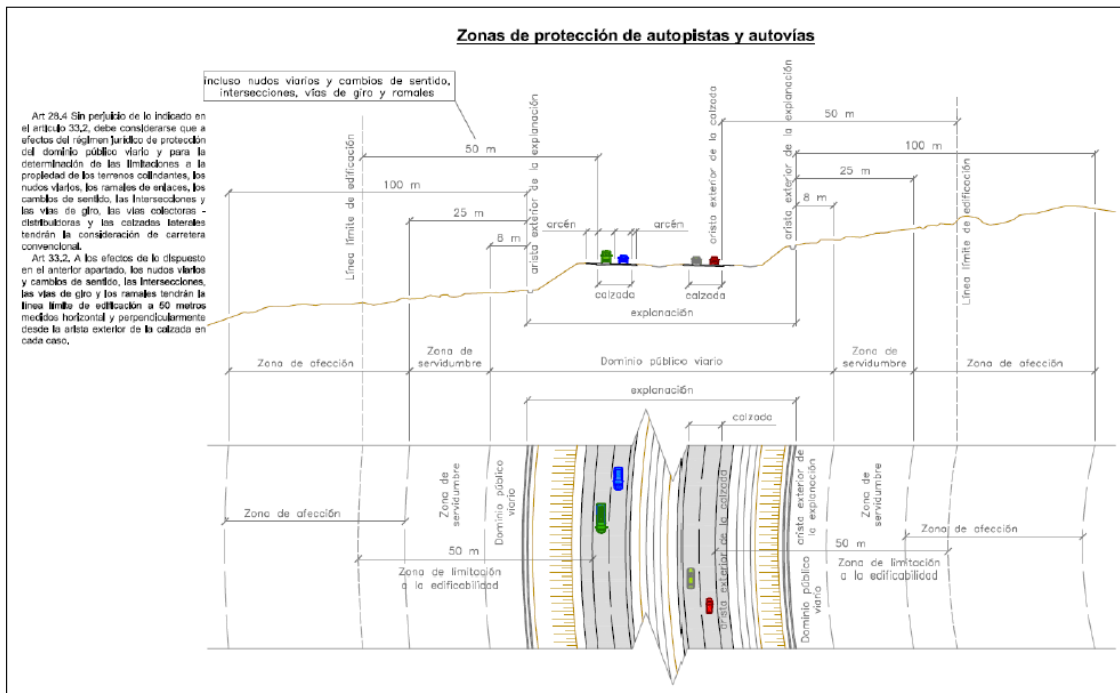 Zonas de protección de autopistas y autovías
incluso nudos viarios y cambios de sentido,
intersecciones, vías de giro y ramales
Art 28.4 Sin perjuicio de lo indicado en
el artículo 33.2, debe considerarse que a
efectos del régimen jurídico de protección
del dominio público viario y para la
determinación de las limitaciones a la
propiedad de los terrenos colindantes, los
nudos viarios, los ramales de enlaces, los
cambios de sentido, las intersecciones y
las vías de giro, las vías colectoras -
distribuidoras y las calzadas laterales
tendrán la consideración de carretera
convencional.
Art 33.2. A los efectos de lo dispuesto
en el anterior apartado, los nudos viarios
y cambios de sentido, las intersecciones,
las vías de giro y los ramales tendrán la
línea límite de edificación a 50 metros
medidos horizontal y perpendicularmente
desde la arista exterior de la calzada en
cada caso.
Línea límite de edificación
50 m
100 m
25 m
8 m
arista exterior de la explanación
arcén
arcén
calzada
calzada
explanación
arista exterior de la calzada
arista exterior de la explanación
50 m
100 m
25 m
8 m
Línea límite de edificación
Zona de afección
Zona de
servidumbre
Dominio público viario
Zona de
servidumbre
Zona de afección
explanación
calzada
Zona de afección
Zona de
servidumbre
Dominio público
viario
50 m
Zona de limitación
a la edificabilidad
arista exterior de la calzada
arista exterior de
la explanación
Dominio público
viario
Zona de
servidumbre
Zona de afección
50 m
Zona de limitación
a la edificabilidad